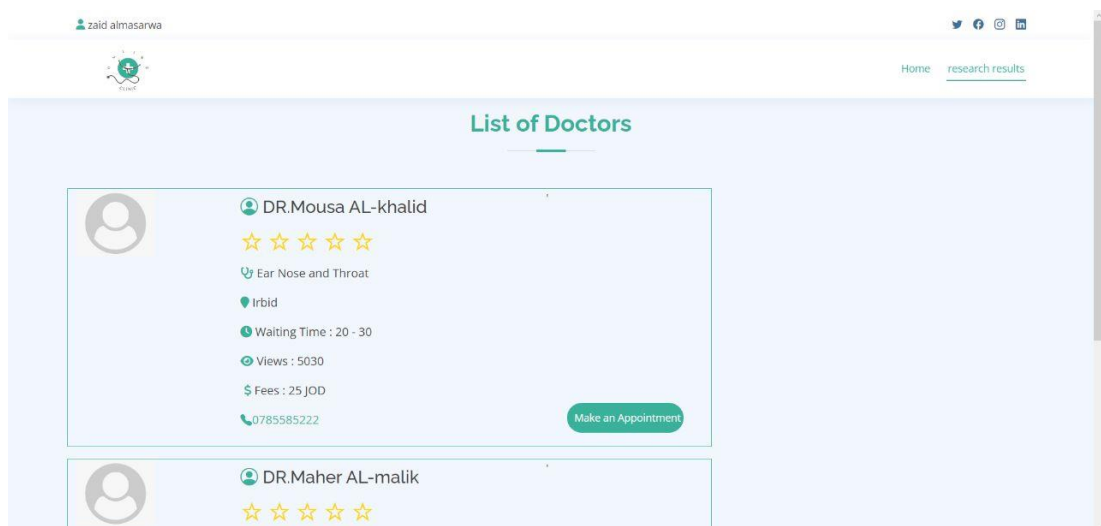 zaid almasarwa
CLINIC
Home research results
List of Doctors
DR.Mousa AL-khalid
Ear Nose and Throat
Irbid
Waiting Time : 20 - 30
Views : 5030
$ Fees : 25 JOD
0785585222
Make an Appointment
DR.Maher AL-malik